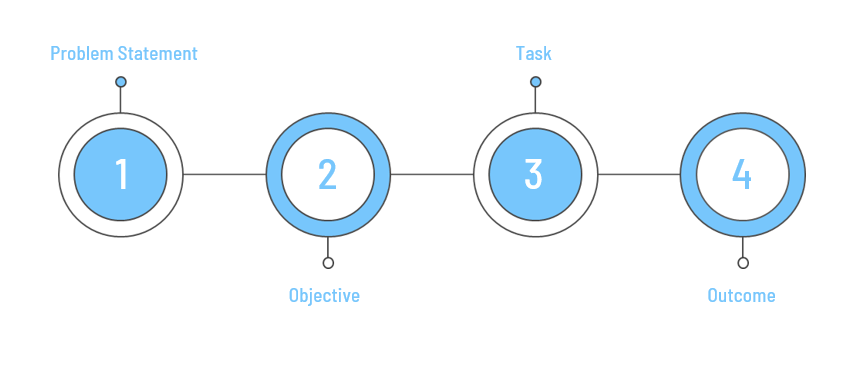 Problem Statement
Task
1
2
3
4
Objective
Outcome